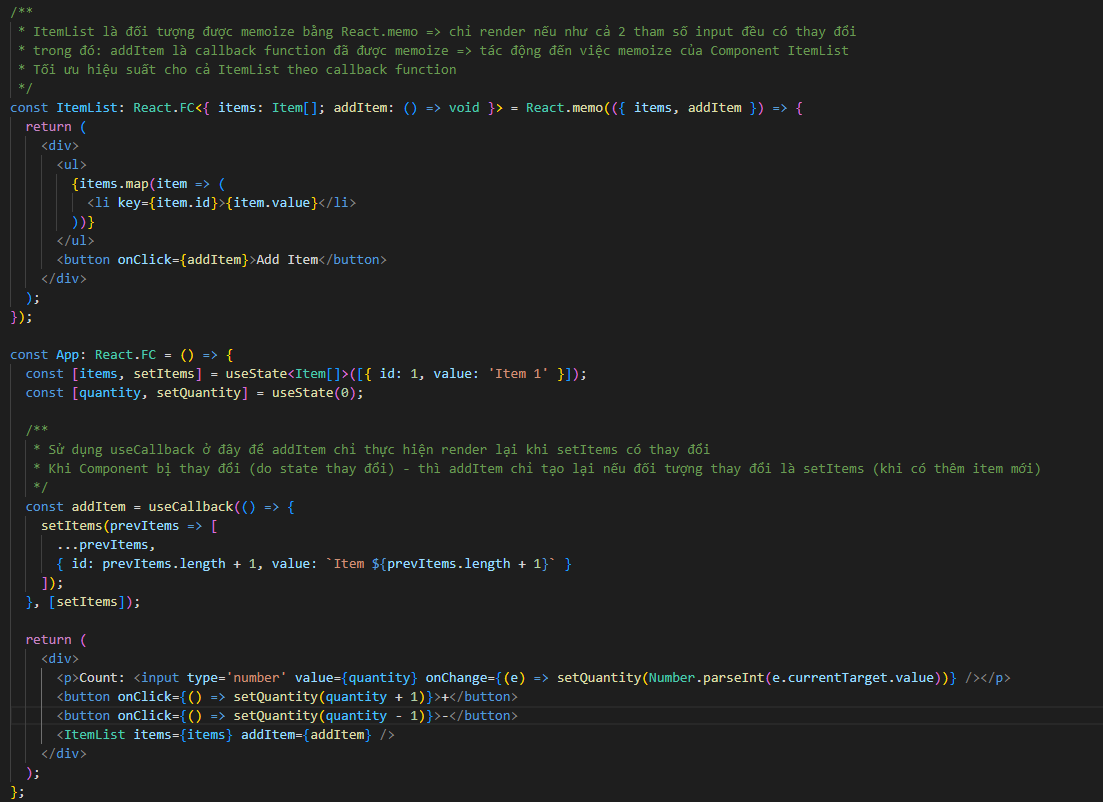 /**
 * ItemList là đối tượng được memoize bằng React.memo => chỉ render nếu như cả 2 tham số input đều có thay đổi
 * trong đó: addItem là callback function đã được memoize => tác động đến việc memoize của Component ItemList
 * Tối ưu hiệu suất cho cả ItemList theo callback function
 */
const ItemList: React.FC<{ items: Item[]; addItem: () => void }> = React.memo(({ items, addItem }) => {
  return (
    <div>
      <ul>
        {items.map(item => (
          <li key={item.id}>{item.value}</li>
        ))}
      </ul>
      <button onClick={addItem}>Add Item</button>
    </div>
  );
});

const App: React.FC = () => {
  const [items, setItems] = useState<Item[]>([{ id: 1, value: 'Item 1' }]);
  const [quantity, setQuantity] = useState(0);

  /**
   * Sử dụng useCallback ở đây để addItem chỉ thực hiện render lại khi setItems có thay đổi
   * Khi Component bị thay đổi (do state thay đổi) - thì addItem chỉ tạo lại nếu đối tượng thay đổi là setItems (khi có thêm item mới)
   */
  const addItem = useCallback(() => {
    setItems(prevItems => [
      ...prevItems,
      { id: prevItems.length + 1, value: `Item ${prevItems.length + 1}` }
    ]);
  }, [setItems]);

  return (
    <div>
      <p>Count: <input type='number' value={quantity} onChange={(e) => setQuantity(Number.parseInt(e.currentTarget.value))} /></p>
      <button onClick={() => setQuantity(quantity + 1)}>+</button>
      <button onClick={() => setQuantity(quantity - 1)}>-</button>
      <ItemList items={items} addItem={addItem} />
    </div>
  );
};